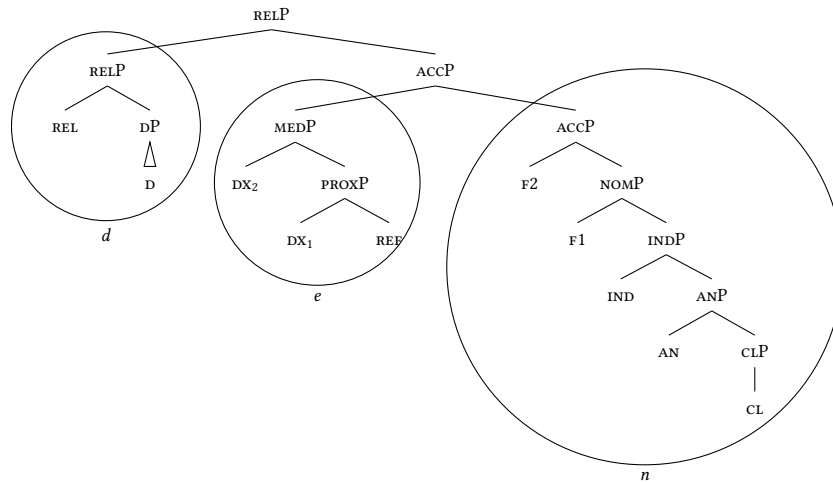 RELP
RELP ACCP
REL DP MEDP ACCP
D DX₂ PROXP F2 NOMP
d DX₁ REF F1 INDP
e IND ANP
AN CLP
CL
n